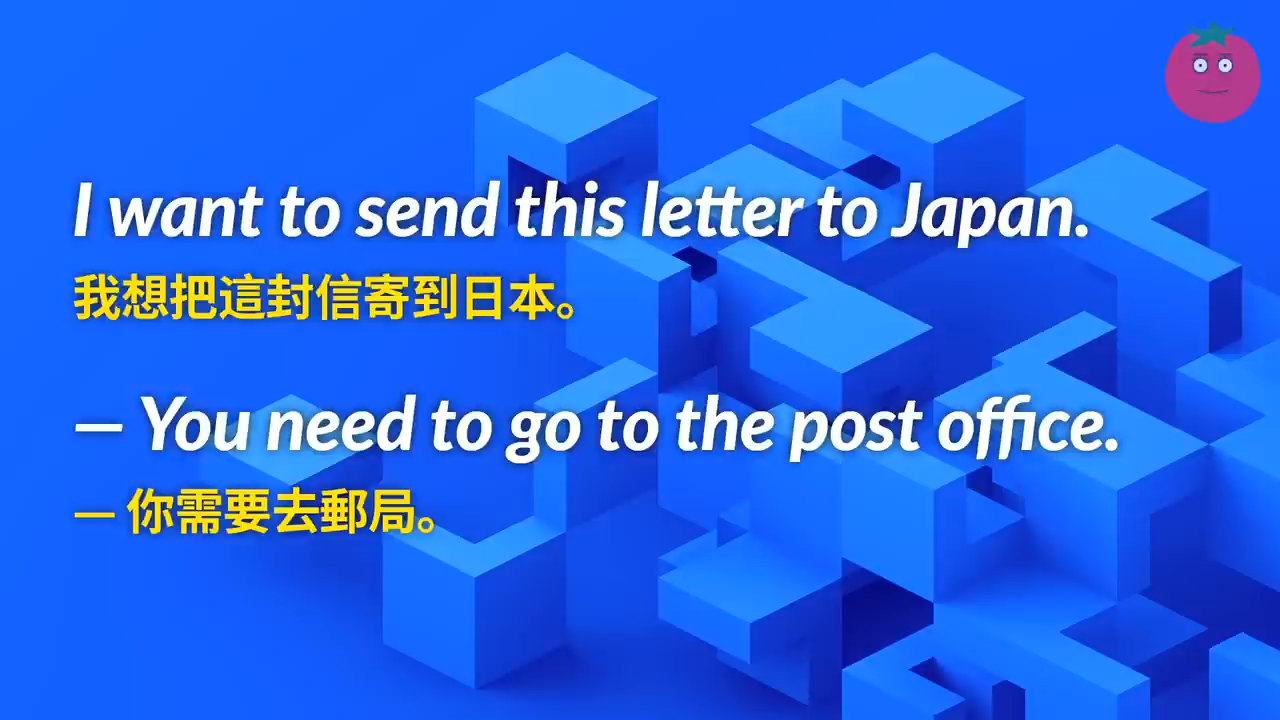 I want to send this letter to Japan.
我想把這封信寄到日本。
— You need to go to the post office.
— 你需要去郵局。